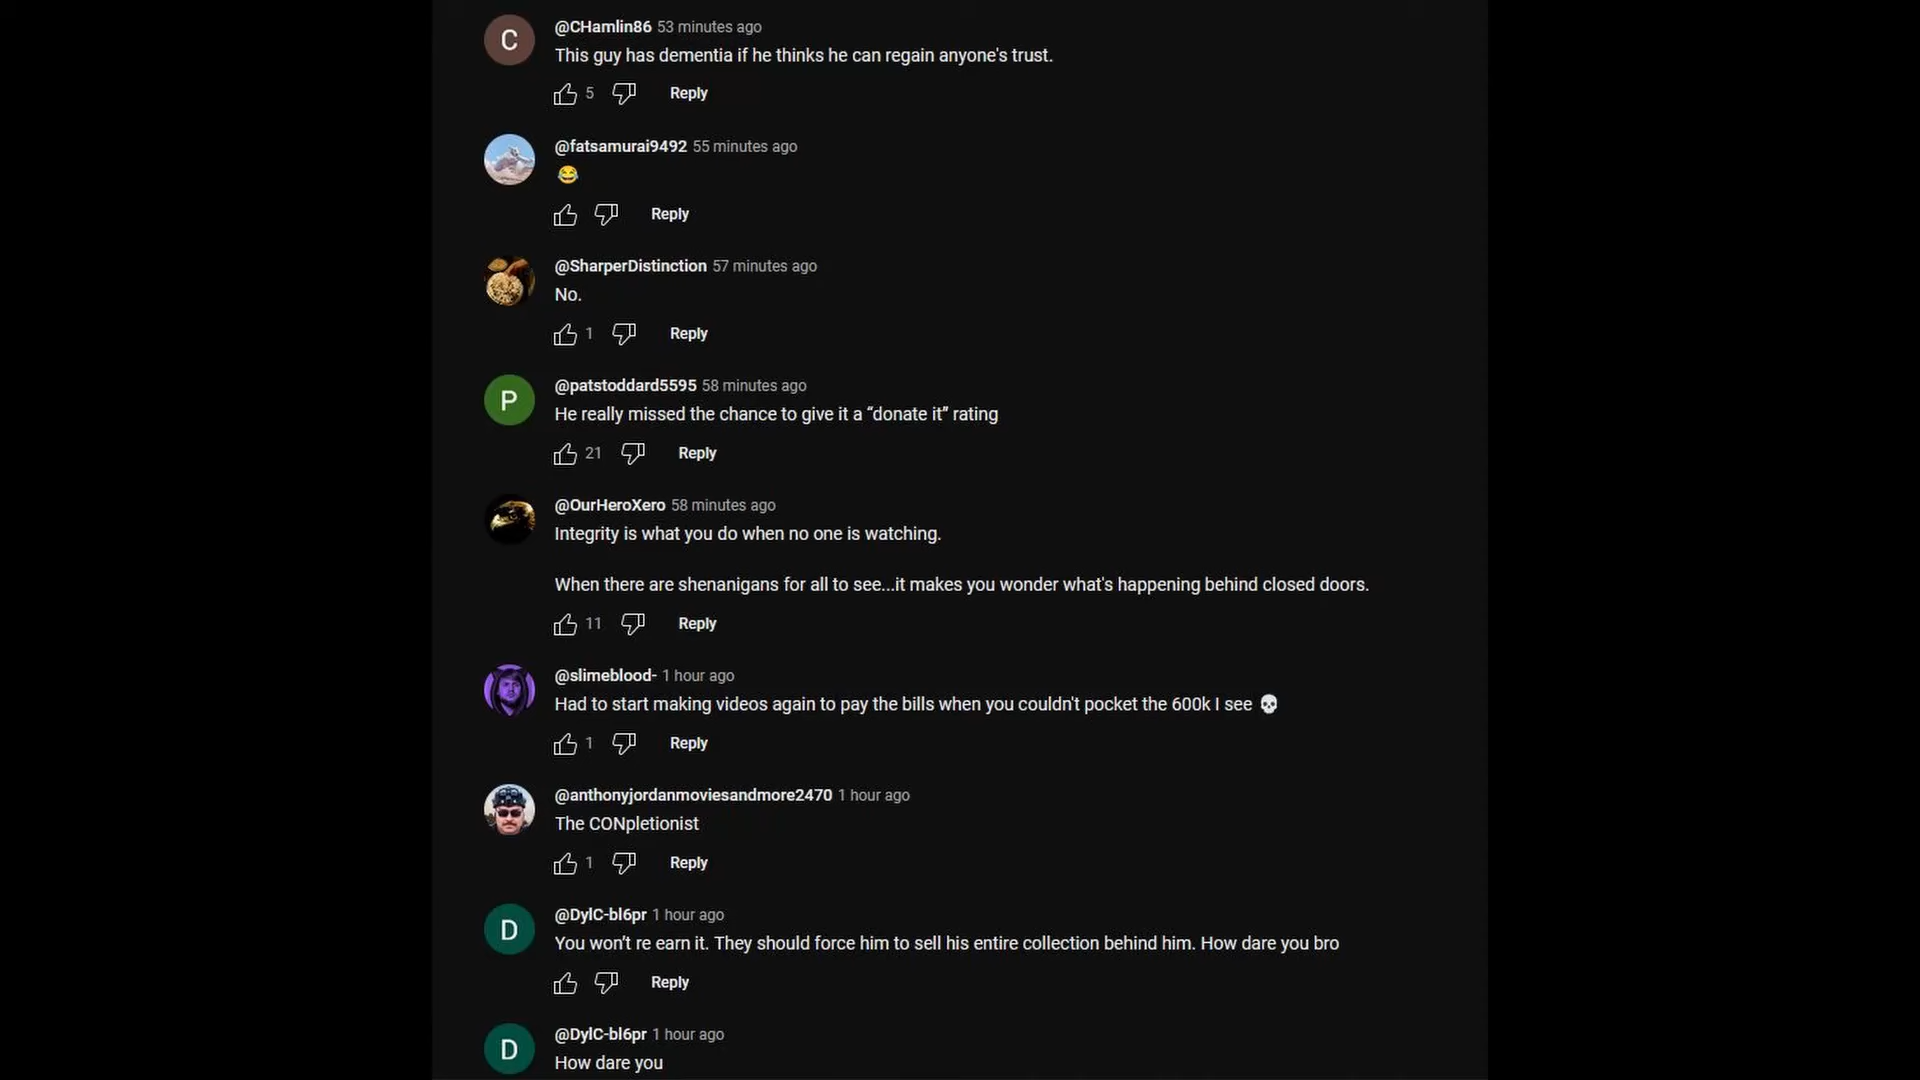 C
@CHamlin86 53 minutes ago
This guy has dementia if he thinks he can regain anyone's trust.
5 Reply
@fatsamurai9492 55 minutes ago
😂
Reply
@SharperDistinction 57 minutes ago
No.
1 Reply
P
@patstoddard5595 58 minutes ago
He really missed the chance to give it a “donate it” rating
21 Reply
@OurHeroXero 58 minutes ago
Integrity is what you do when no one is watching.
When there are shenanigans for all to see...it makes you wonder what's happening behind closed doors.
11 Reply
@slimeblood- 1 hour ago
Had to start making videos again to pay the bills when you couldn't pocket the 600k I see 💀
1 Reply
@anthonyjordanmoviesandmore2470 1 hour ago
The CONpletionist
1 Reply
D
@DylC-bl6pr 1 hour ago
You won’t re earn it. They should force him to sell his entire collection behind him. How dare you bro
Reply
D
@DylC-bl6pr 1 hour ago
How dare you